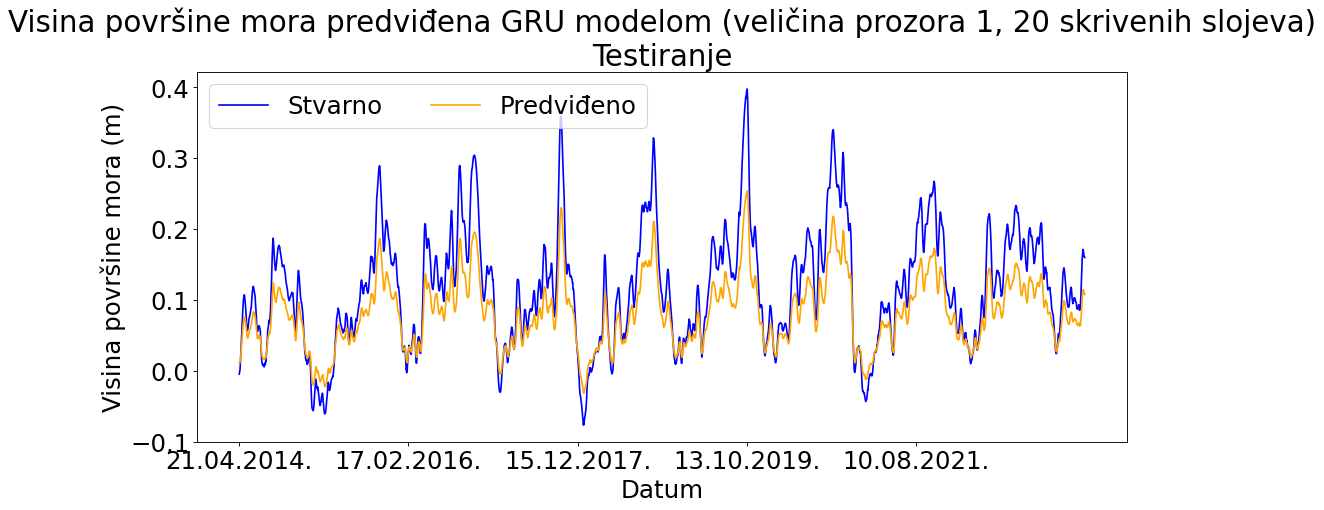 Visina površine mora predviđena GRU modelom (veličina prozora 1, 20 skrivenih slojeva)
Testiranje
Stvarno
Predviđeno
Visina površine mora (m)
0.4
0.3
0.2
0.1
0.0
−0.1
21.04.2014.
17.02.2016.
15.12.2017.
13.10.2019.
10.08.2021.
Datum